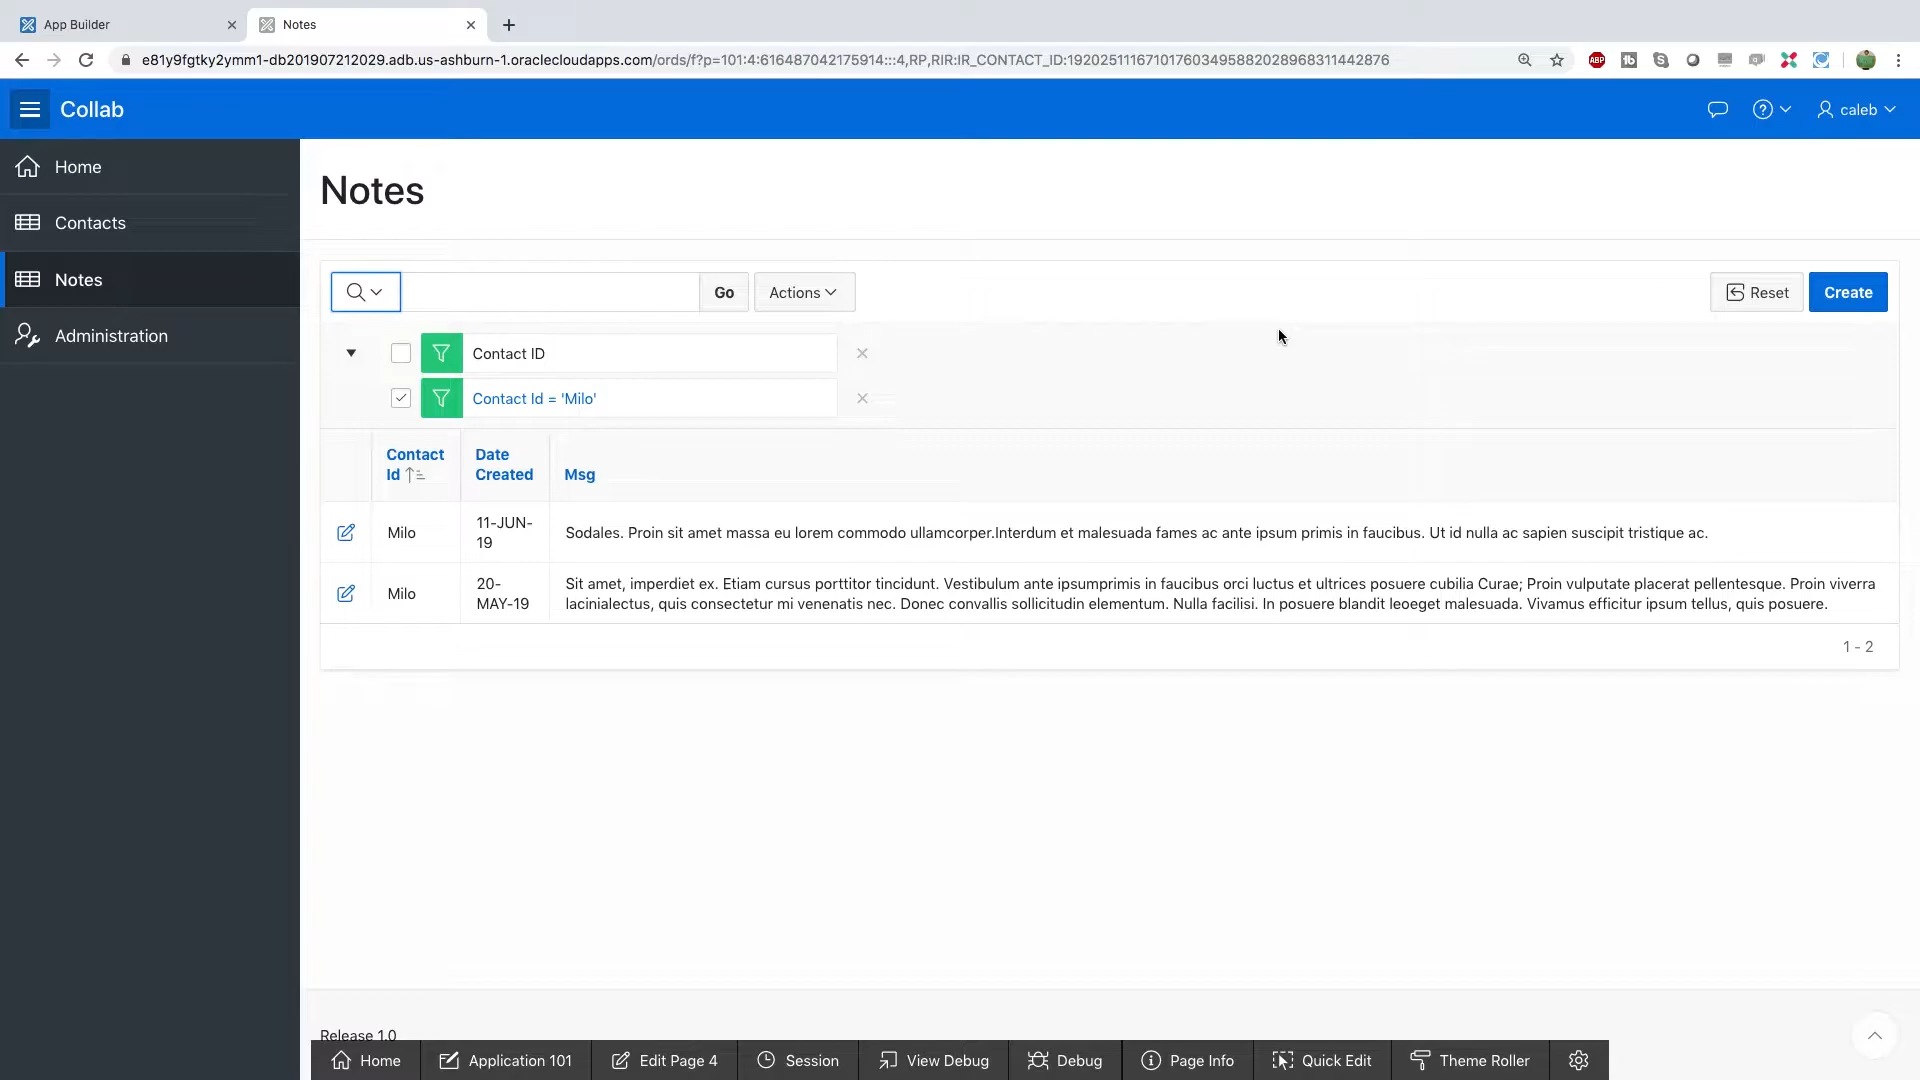 App Builder
Notes
e81y9fgtky2ymm1-db201907212029.adb.us-ashburn-1.oraclecloudapps.com/ords/f?p=101:4:616487042175914:::4,RP,RIR:IR_CONTACT_ID:192025111671017603495882028968311442876
ABP
Collab
caleb
Home
Contacts
Notes
Administration
Notes
Go
Actions
Reset
Create
Contact ID
Contact Id = 'Milo'
Contact Id
Date Created
Msg
Milo
11-JUN-19
Sodales. Proin sit amet massa eu lorem commodo ullamcorper.Interdum et malesuada fames ac ante ipsum primis in faucibus. Ut id nulla ac sapien suscipit tristique ac.
Milo
20-MAY-19
Sit amet, imperdiet ex. Etiam cursus porttitor tincidunt. Vestibulum ante ipsumprimis in faucibus orci luctus et ultrices posuere cubilia Curae; Proin vulputate placerat pellentesque. Proin viverra
lacinialectus, quis consectetur mi venenatis nec. Donec convallis sollicitudin elementum. Nulla facilisi. In posuere blandit leoeget malesuada. Vivamus efficitur ipsum tellus, quis posuere.
1 - 2
Release 1.0
Home
Application 101
Edit Page 4
Session
View Debug
Debug
Page Info
Quick Edit
Theme Roller